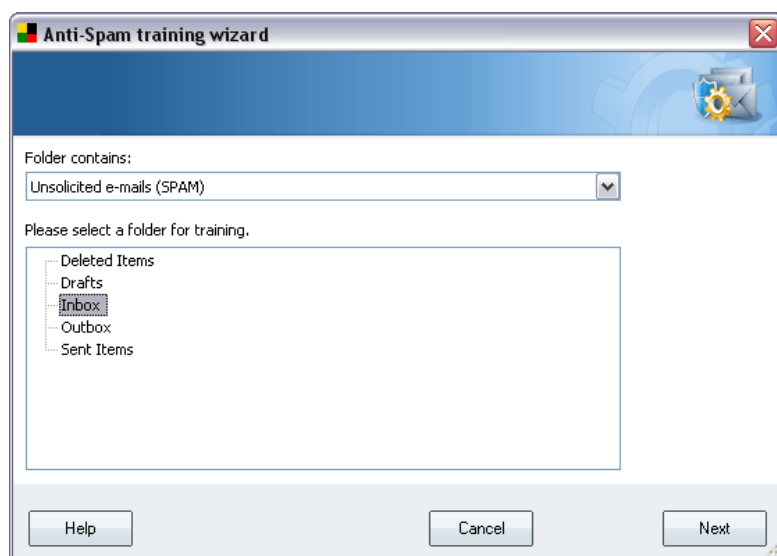 Anti-Spam training wizard
Folder contains:
Unsolicited e-mails (SPAM)
Please select a folder for training.
Deleted Items
Drafts
Inbox
Outbox
Sent Items
Help Cancel Next